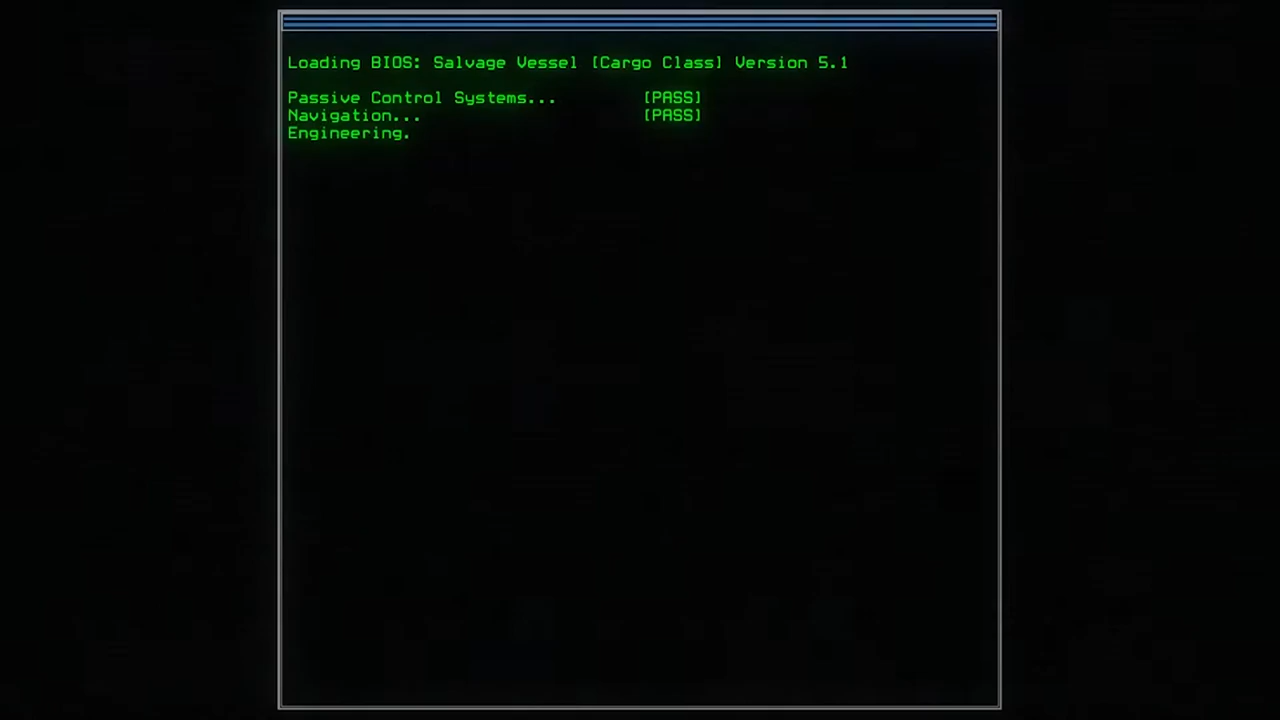 Loading BIOS: Salvage Vessel [Cargo Class] Version 5.1
Passive Control Systems... [PASS]
Navigation... [PASS]
Engineering.